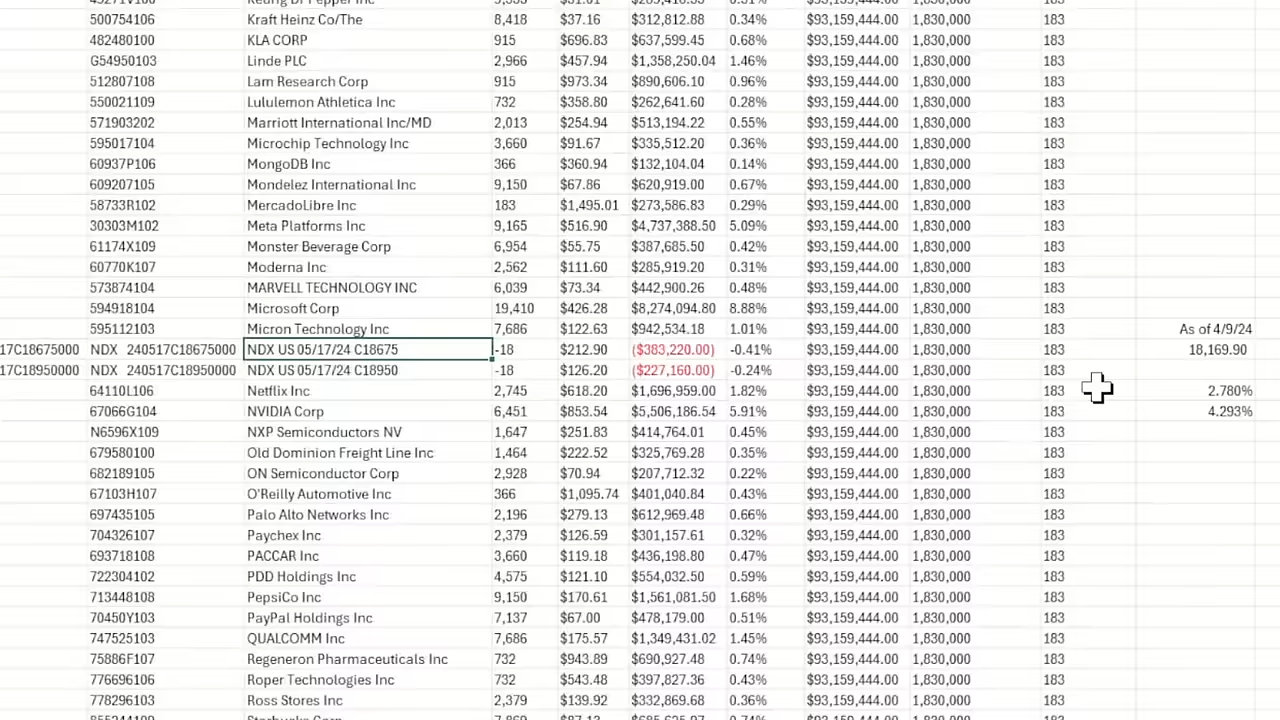 500754106 Kraft Heinz Co/The 8,418 $37.16 $312,812.88 0.34% $93,159,444.00 1,830,000 183
482480100 KLA CORP 915 $696.83 $637,599.45 0.68% $93,159,444.00 1,830,000 183
G54950103 Linde PLC 2,966 $457.94 $1,358,250.04 1.46% $93,159,444.00 1,830,000 183
512807108 Lam Research Corp 915 $973.34 $890,606.10 0.96% $93,159,444.00 1,830,000 183
550021109 Lululemon Athletica Inc 732 $358.80 $262,641.60 0.28% $93,159,444.00 1,830,000 183
571903202 Marriott International Inc/MD 2,013 $254.94 $513,194.22 0.55% $93,159,444.00 1,830,000 183
595017104 Microchip Technology Inc 3,660 $91.67 $335,512.20 0.36% $93,159,444.00 1,830,000 183
60937P106 MongoDB Inc 366 $360.94 $132,104.04 0.14% $93,159,444.00 1,830,000 183
609207105 Mondelez International Inc 9,150 $67.86 $620,919.00 0.67% $93,159,444.00 1,830,000 183
58733R102 MercadoLibre Inc 183 $1,495.01 $273,586.83 0.29% $93,159,444.00 1,830,000 183
30303M102 Meta Platforms Inc 9,165 $516.90 $4,737,388.50 5.09% $93,159,444.00 1,830,000 183
61174X109 Monster Beverage Corp 6,954 $55.75 $387,685.50 0.42% $93,159,444.00 1,830,000 183
60770K107 Moderna Inc 2,562 $111.60 $285,919.20 0.31% $93,159,444.00 1,830,000 183
573874104 MARVELL TECHNOLOGY INC 6,039 $73.34 $442,900.26 0.48% $93,159,444.00 1,830,000 183
594918104 Microsoft Corp 19,410 $426.28 $8,274,094.80 8.88% $93,159,444.00 1,830,000 183
595112103 Micron Technology Inc 7,686 $122.63 $942,534.18 1.01% $93,159,444.00 1,830,000 183 As of 4/9/24
17C18675000 NDX 240517C18675000 NDX US 05/17/24 C18675 -18 $212.90 ($383,220.00) -0.41% $93,159,444.00 1,830,000 183 18,169.90
17C18950000 NDX 240517C18950000 NDX US 05/17/24 C18950 -18 $126.20 ($227,160.00) -0.24% $93,159,444.00 1,830,000 183
64110L106 Netflix Inc 2,745 $618.20 $1,696,959.00 1.82% $93,159,444.00 1,830,000 183 2.780%
67066G104 NVIDIA Corp 6,451 $853.54 $5,506,186.54 5.91% $93,159,444.00 1,830,000 183 4.293%
N6596X109 NXP Semiconductors NV 1,647 $251.83 $414,764.01 0.45% $93,159,444.00 1,830,000 183
679580100 Old Dominion Freight Line Inc 1,464 $222.52 $325,769.28 0.35% $93,159,444.00 1,830,000 183
682189105 ON Semiconductor Corp 2,928 $70.94 $207,712.32 0.22% $93,159,444.00 1,830,000 183
67103H107 O'Reilly Automotive Inc 366 $1,095.74 $401,040.84 0.43% $93,159,444.00 1,830,000 183
697435105 Palo Alto Networks Inc 2,196 $279.13 $612,969.48 0.66% $93,159,444.00 1,830,000 183
704326107 Paychex Inc 2,379 $126.59 $301,157.61 0.32% $93,159,444.00 1,830,000 183
693718108 PACCAR Inc 3,660 $119.18 $436,198.80 0.47% $93,159,444.00 1,830,000 183
722304102 PDD Holdings Inc 4,575 $121.10 $554,032.50 0.59% $93,159,444.00 1,830,000 183
713448108 PepsiCo Inc 9,150 $170.61 $1,561,081.50 1.68% $93,159,444.00 1,830,000 183
70450Y103 PayPal Holdings Inc 7,137 $67.00 $478,179.00 0.51% $93,159,444.00 1,830,000 183
747525103 QUALCOMM Inc 7,686 $175.57 $1,349,431.02 1.45% $93,159,444.00 1,830,000 183
75886F107 Regeneron Pharmaceuticals Inc 732 $943.89 $690,927.48 0.74% $93,159,444.00 1,830,000 183
776696106 Roper Technologies Inc 732 $543.48 $397,827.36 0.43% $93,159,444.00 1,830,000 183
778296103 Ross Stores Inc 2,379 $139.92 $332,869.68 0.36% $93,159,444.00 1,830,000 183